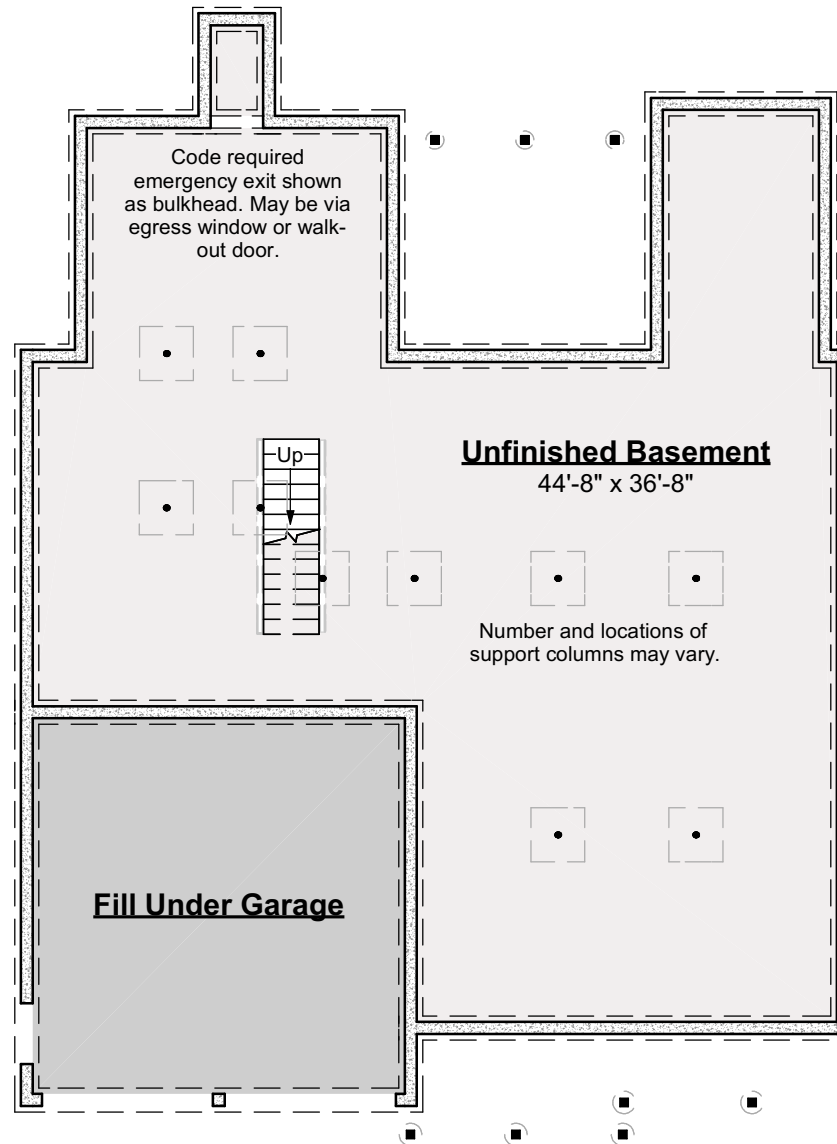 Code required
emergency exit shown
as bulkhead. May be via
egress window or walk-
out door.
Up
Unfinished Basement
44'-8" x 36'-8"
Number and locations of
support columns may vary.
Fill Under Garage